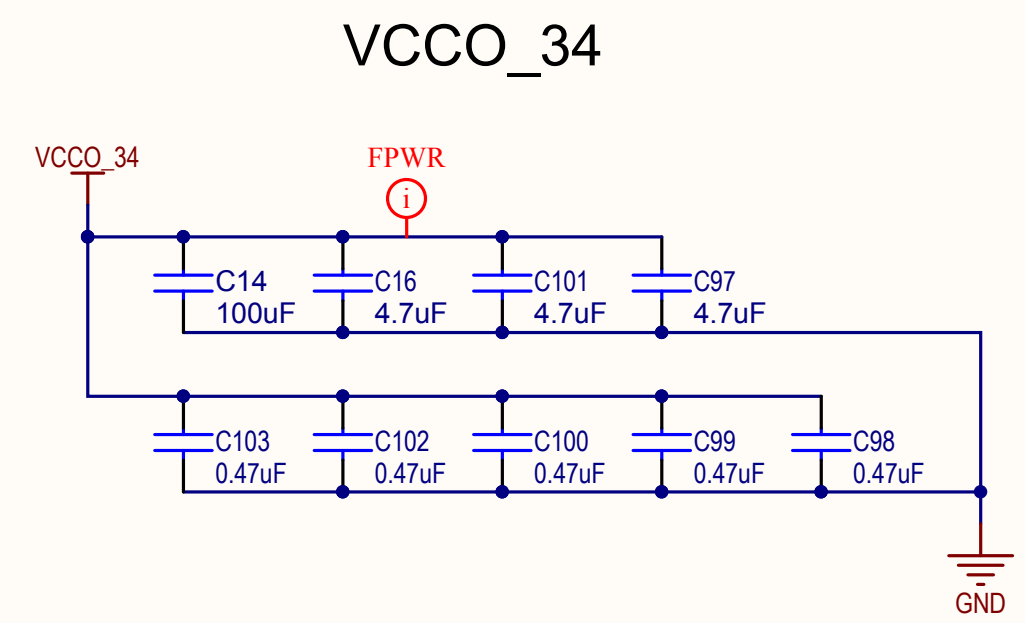 VCCO_34
VCCO_34
FPWR
i
C14
100uF
C16
4.7uF
C101
4.7uF
C97
4.7uF
C103
0.47uF
C102
0.47uF
C100
0.47uF
C99
0.47uF
C98
0.47uF
GND